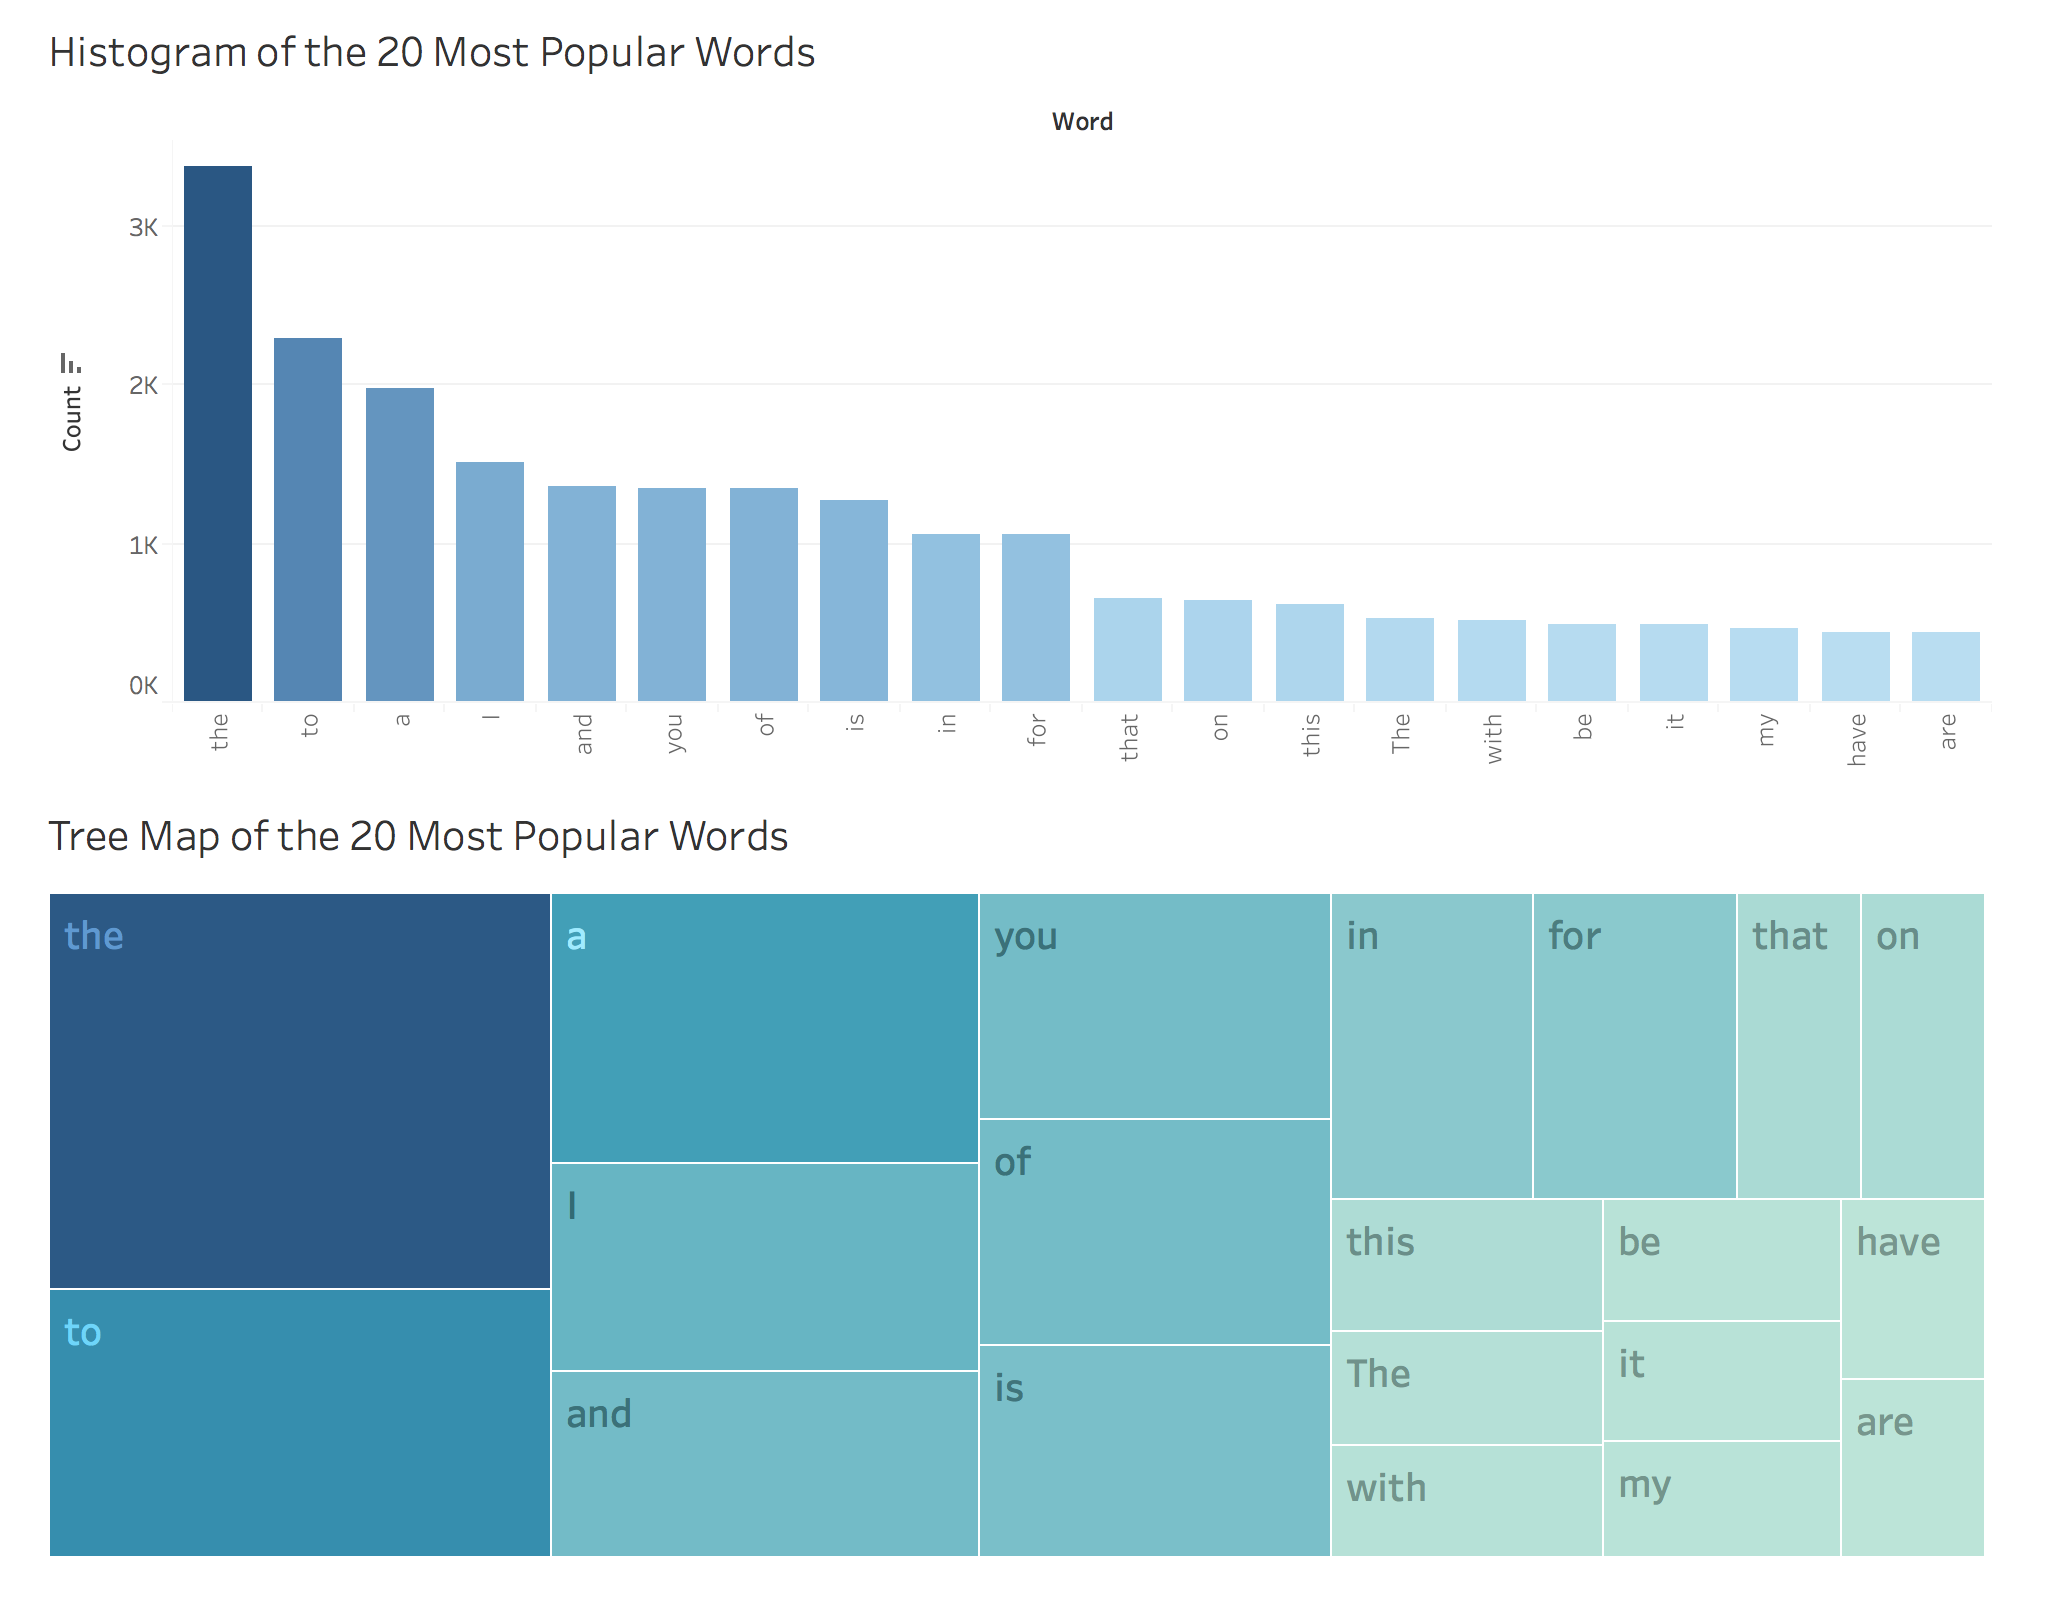 Histogram of the 20 Most Popular Words
Word
3K
2K
1K
0K
Count
the
to
a
I
and
you
of
is
in
for
that
on
this
The
with
be
it
my
have
are
Tree Map of the 20 Most Popular Words
the
to
a
I
and
you
of
is
in
for
that
on
this
The
with
be
it
my
have
are